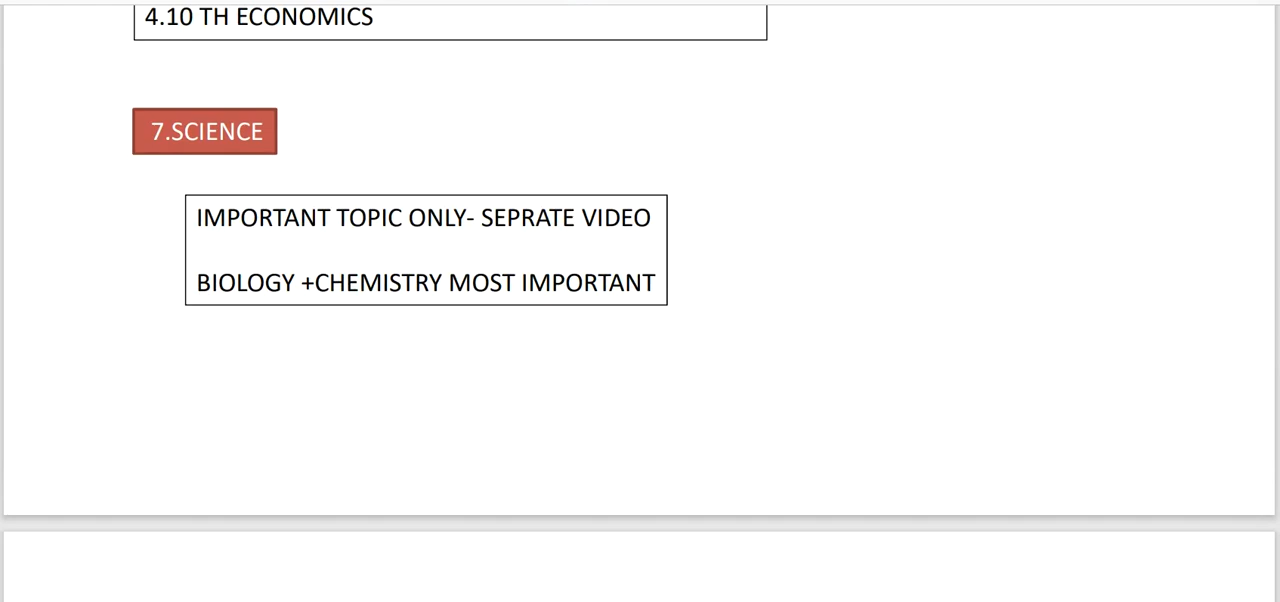 4.10 TH ECONOMICS
7.SCIENCE
IMPORTANT TOPIC ONLY- SEPRATE VIDEO
BIOLOGY +CHEMISTRY MOST IMPORTANT